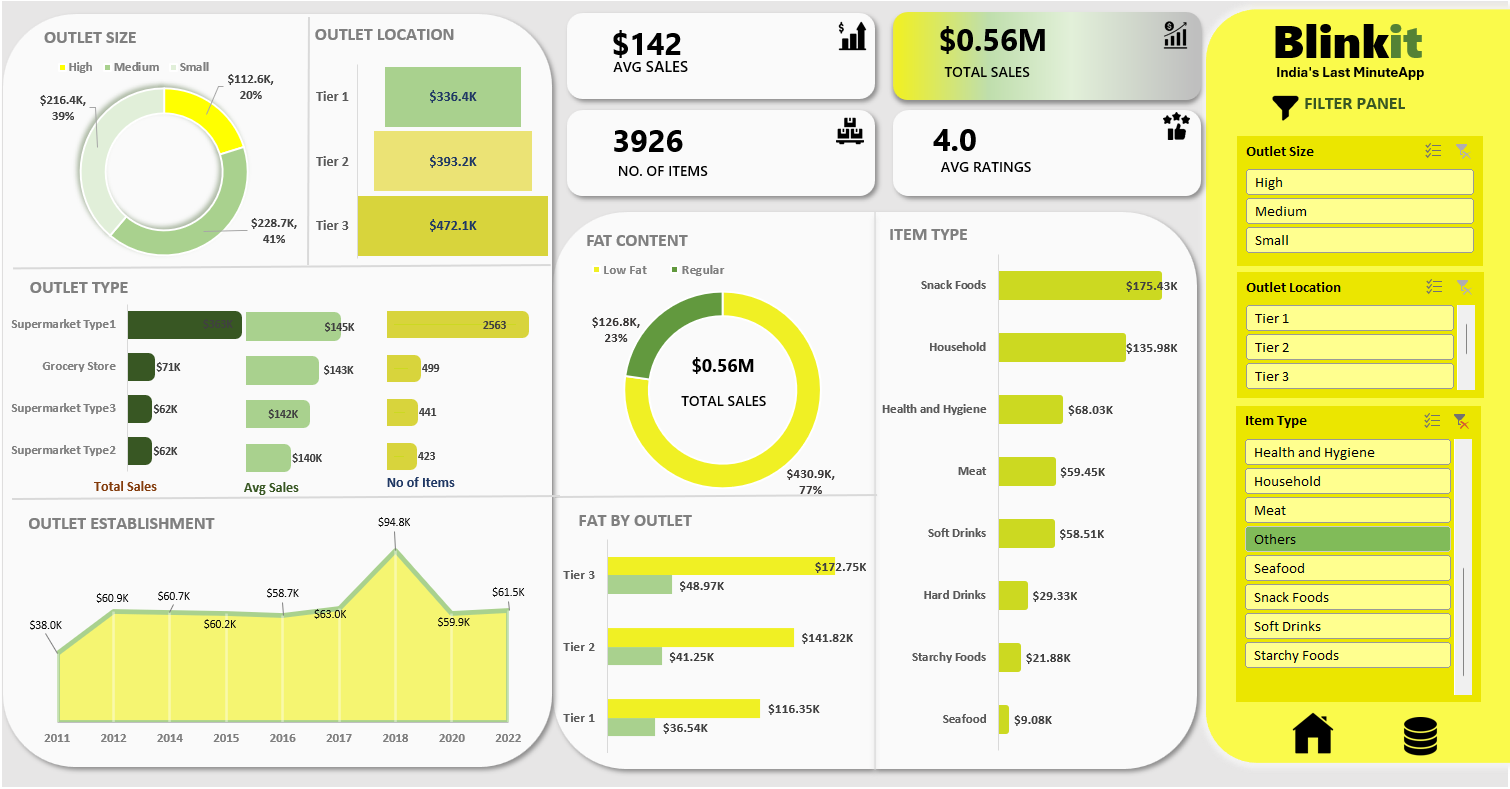 OUTLET SIZE
High Medium Small
$112.6K,
20%
$216.4K,
39%
$228.7K,
41%
OUTLET LOCATION
Tier 1
$336.4K
Tier 2
$393.2K
Tier 3
$472.1K
$142
AVG SALES
$0.56M
TOTAL SALES
3926
NO. OF ITEMS
4.0
AVG RATINGS
OUTLET TYPE
Supermarket Type1
$145K
2563
Grocery Store
$71K
$143K
499
Supermarket Type3
$62K
$142K
441
Supermarket Type2
$62K
$140K
423
Total Sales
Avg Sales
No of Items
OUTLET ESTABLISHMENT
$38.0K
$60.9K
$60.7K
$60.2K
$58.7K
$63.0K
$94.8K
$59.9K
$61.5K
2011 2012 2014 2015 2016 2017 2018 2020 2022
FAT CONTENT
Low Fat Regular
$126.8K,
23%
$0.56M
TOTAL SALES
$430.9K,
77%
FAT BY OUTLET
Tier 3
$172.75K
$48.97K
Tier 2
$141.82K
$41.25K
Tier 1
$116.35K
$36.54K
ITEM TYPE
Snack Foods
$175.43K
Household
$135.98K
Health and Hygiene
$68.03K
Meat
$59.45K
Soft Drinks
$58.51K
Hard Drinks
$29.33K
Starchy Foods
$21.88K
Seafood
$9.08K
Blinkit
India's Last MinuteApp
FILTER PANEL
Outlet Size
High
Medium
Small
Outlet Location
Tier 1
Tier 2
Tier 3
Item Type
Health and Hygiene
Household
Meat
Others
Seafood
Snack Foods
Soft Drinks
Starchy Foods